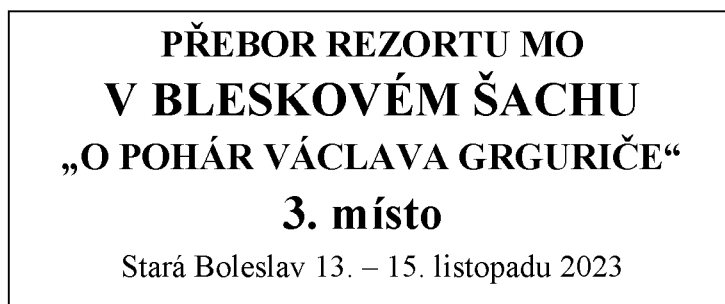 PŘEBOR REZORTU MO
V BLESKOVÉM ŠACHU
„O POHÁR VÁCLAVA GRGURIČE“
3. místo
Stará Boleslav 13. – 15. listopadu 2023